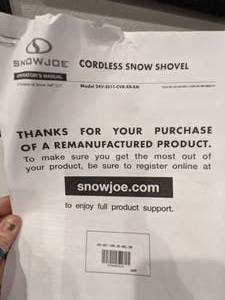 SNOWJOE
CORDLESS SNOW SHOVEL
OPERATOR'S MANUAL
THANKS FOR YOUR PURCHASE
OF A REMANUFACTURED PRODUCT.
To make sure you get the most out of
your product, be sure to register online at
snowjoe.com
to enjoy full product support.